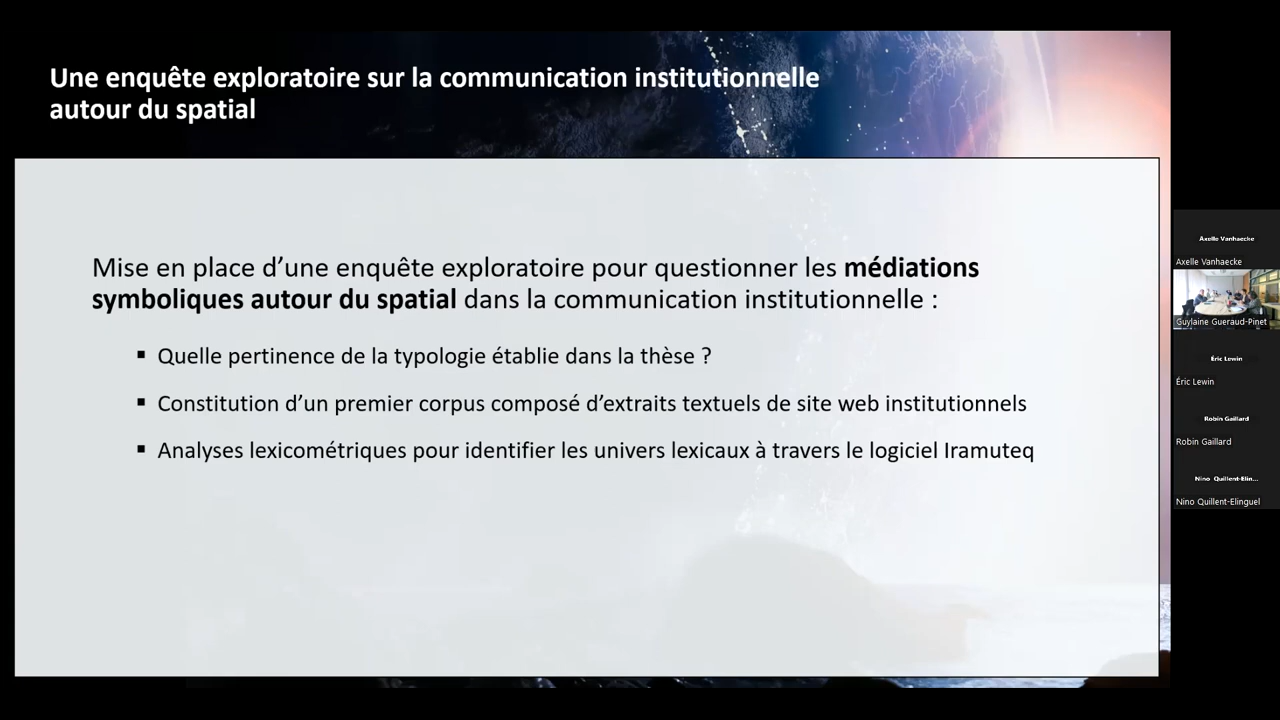 Une enquête exploratoire sur la communication institutionnelle
autour du spatial
Mise en place d’une enquête exploratoire pour questionner les médiations
symboliques autour du spatial dans la communication institutionnelle :
▪ Quelle pertinence de la typologie établie dans la thèse ?
▪ Constitution d’un premier corpus composé d’extraits textuels de site web institutionnels
▪ Analyses lexicométriques pour identifier les univers lexicaux à travers le logiciel Iramuteq
Axelle Vanhaecke
Axelle Vanhaecke
Guylaine Gueraud-Pinet
Éric Lewin
Éric Lewin
Robin Gaillard
Robin Gaillard
Nino Quillent-Elin...
Nino Quillent-Elinguel